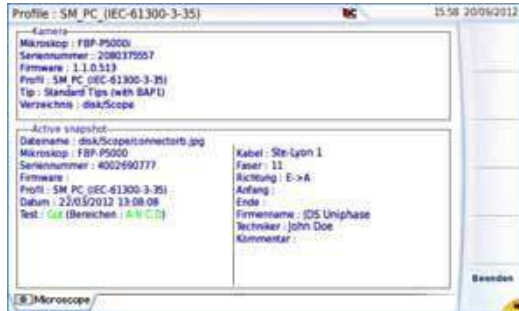 Profile : SM_PC_(IEC-61300-3-35)
15:58 20/09/2012
Kamera
Mikroskop : FBP-P5000i
Seriennummer : 2080375557
Firmware : 1.1.0.513
Profil : SM_PC_(IEC-61300-3-35)
Tip : Standard Tips (with BAP1)
Verzeichnis : disk/Scope
Active snapshot
Dateiname : disk/Scope/connectorb.jpg
Mikroskop : FBP-P5000
Seriennummer : 4002690777
Firmware :
Profil : SM_PC_(IEC-61300-3-35)
Datum : 22/03/2012 13:08:08
Test : Gut (Bereichen : A B C D)
Kabel : Ste-Lyon 1
Faser : 11
Richtung : E->A
Anfang :
Ende :
Firmenname : JDS Uniphase
Techniker : John Doe
Kommentar :
Beenden
Microscope